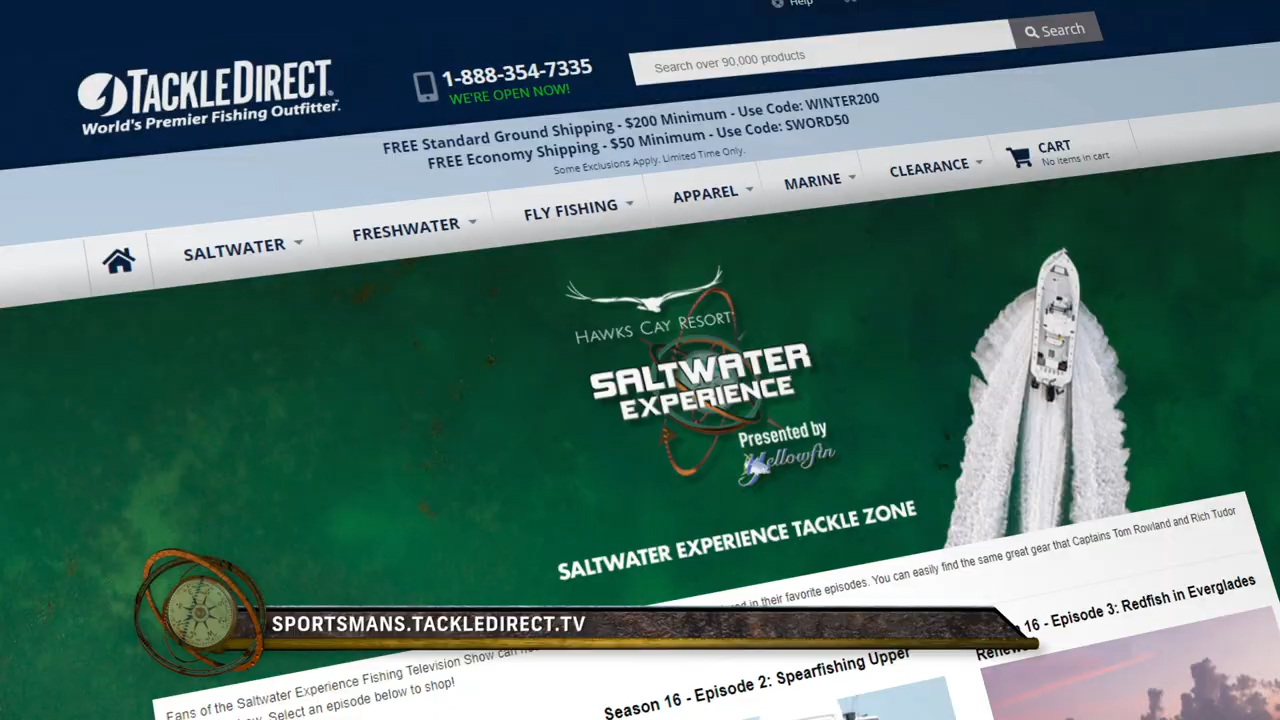 Help
TACKLEDIRECT®
World's Premier Fishing Outfitter.™
1-888-354-7335
WE'RE OPEN NOW!
Search over 90,000 products
Search
FREE Standard Ground Shipping - $200 Minimum - Use Code: WINTER200
FREE Economy Shipping - $50 Minimum - Use Code: SWORD50
Some Exclusions Apply. Limited Time Only.
SALTWATER
FRESHWATER
FLY FISHING
APPAREL
MARINE
CLEARANCE
CART
No items in cart
HAWKS CAY RESORT
SALTWATER
EXPERIENCE
Presented by
Yellowfin
SALTWATER EXPERIENCE TACKLE ZONE
SPORTSMANS.TACKLEDIRECT.TV
Fans of the Saltwater Experience Fishing Television Show can
in their favorite episodes. You can easily find the same great gear that Captains Tom Rowland and Rich Tudor
Select an episode below to shop!
Season 16 - Episode 2: Spearfishing Upper
16 - Episode 3: Redfish in Everglades